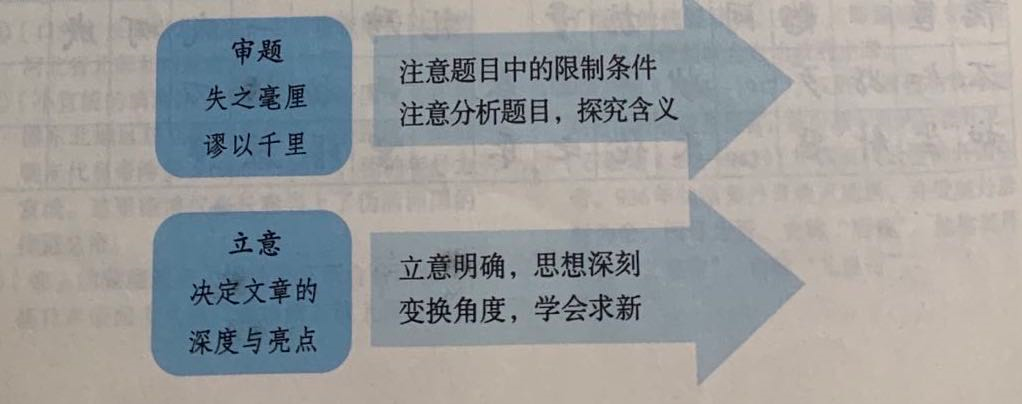 审题
失之毫厘
谬以千里
注意题目中的限制条件
注意分析题目，探究含义
立意
决定文章的
深度与亮点
立意明确，思想深刻
变换角度，学会求新